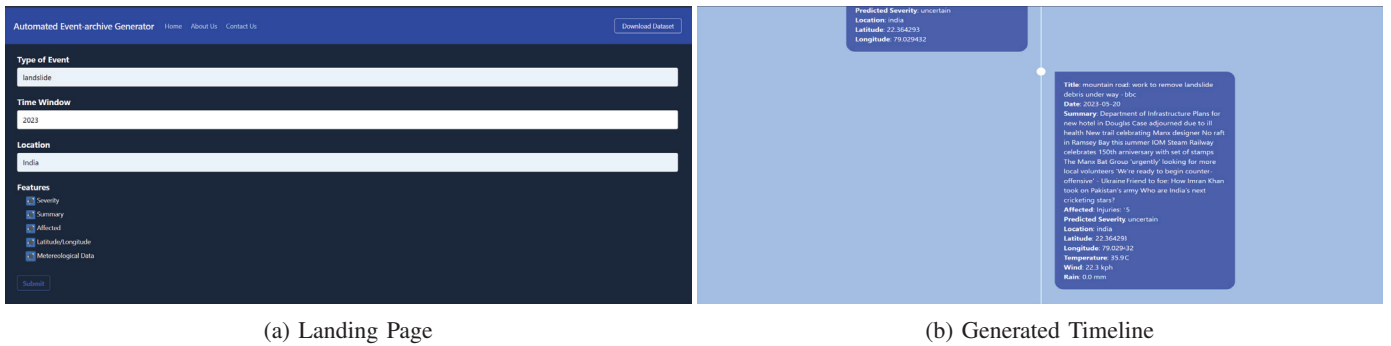 Automated Event-archive Generator Home About Us Contact Us Download Dataset
Type of Event
landslide
Time Window
2023
Location
India
Features
Severity
Summary
Affected
Latitude/Longitude
Metereological Data
Submit
(a) Landing Page
Predicted Severity: uncertain
Location: india
Latitude: 22.364293
Longitude: 79.029432
Title: mountain road: work to remove landslide
debris under way - bbc
Date: 2023-05-20
Summary: Department of Infrastructure Plans for
new hotel in Douglas Case adjourned due to ill
health New trail celebrating Manx designer No raft
in Ramsey Bay this summer IOM Steam Railway
celebrates 150th anniversary with set of stamps
The Manx Bat Group 'urgently' looking for more
local volunteers 'We're ready to begin counter-
offensive' - Ukraine Friend to foe: How Imran Khan
took on Pakistan's army Who are India's next
cricketing stars?
Affected: Injuries: '5
Predicted Severity: uncertain
Location: india
Latitude: 22.364293
Longitude: 79.029432
Temperature: 35.9C
Wind: 22.3 kph
Rain: 0.0 mm
(b) Generated Timeline